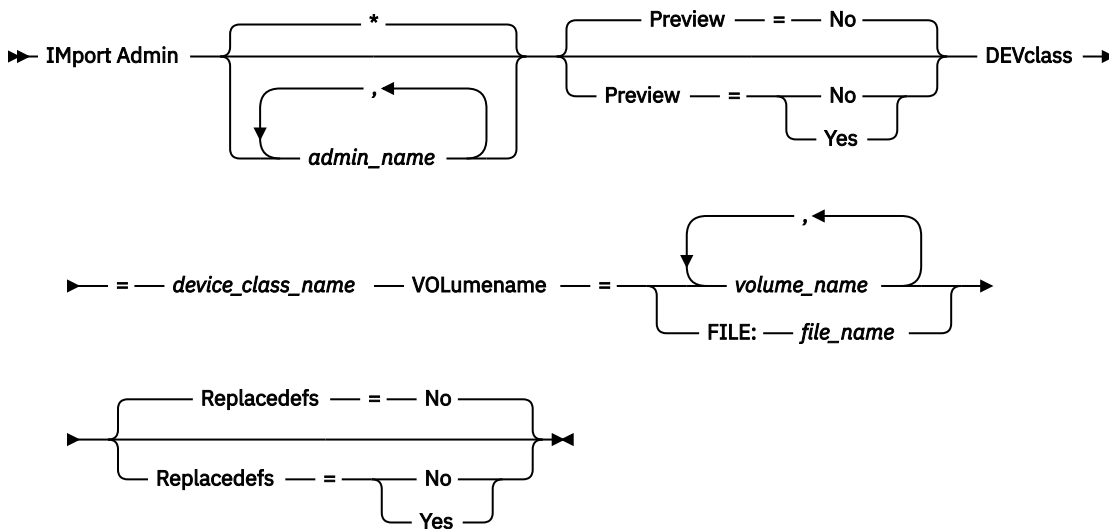 *
Preview = No
IMport Admin
DEVclass
,
Preview = No
admin_name
Yes
,
= device_class_name VOLumename = volume_name
FILE: file_name
Replacedefs = No
Replacedefs = No
Yes